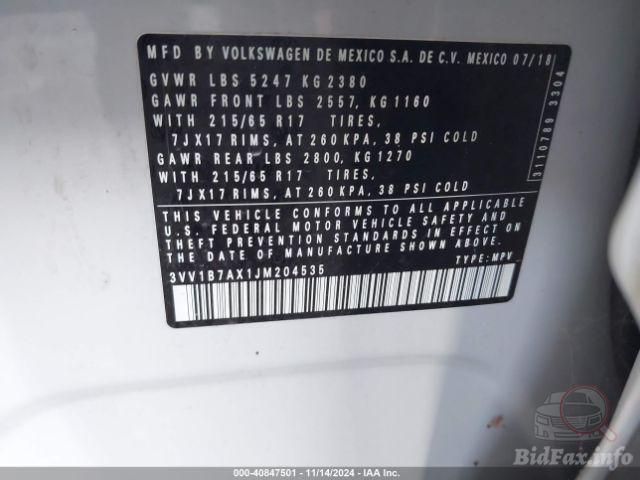 MFD BY VOLKSWAGEN DE MEXICO S.A. DE C.V. MEXICO 07/18
GVWR LBS 5247 KG 2380
GAWR FRONT LBS 2557, KG 1160
WITH 215/65 R17 TIRES,
7JX17 RIMS, AT 260 KPA, 38 PSI COLD
GAWR REAR LBS 2800, KG 1270
WITH 215/65 R17 TIRES,
7JX17 RIMS, AT 260 KPA, 38 PSI COLD
THIS VEHICLE CONFORMS TO ALL APPLICABLE
U.S. FEDERAL MOTOR VEHICLE SAFETY AND
THEFT PREVENTION STANDARDS IN EFFECT ON
THE DATE OF MANUFACTURE SHOWN ABOVE.
3VV1B7AX1JM204535 TYPE: MPV
3110789 3304
BidFax.info
000-40847501 - 11/14/2024 - IAA Inc.